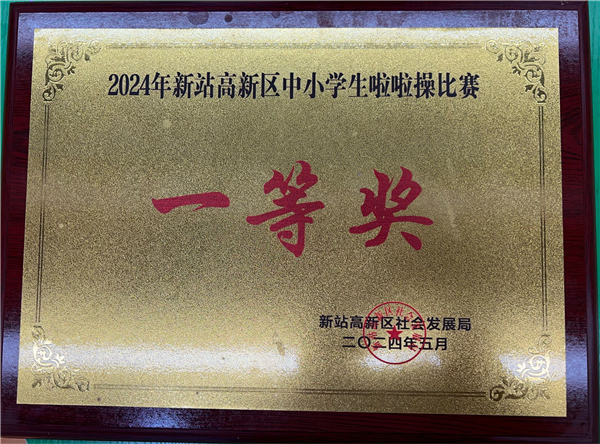 2024年新站高新区中小学生啦啦操比赛
一等奖
新站高新区社会发展局
二〇二四年五月